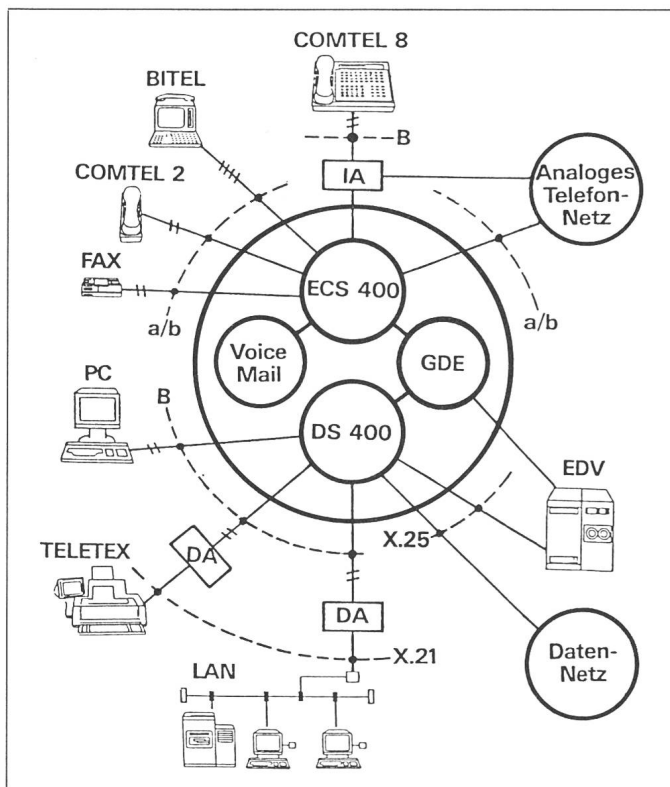 COMTEL 8
BITEL
B
COMTEL 2
IA
Analoges
Telefon-
Netz
FAX
ECS 400
a/b
a/b
Voice
Mail
GDE
PC
B
DS 400
EDV
X.25
TELETEX
DA
DA
X.21
Daten-
Netz
LAN